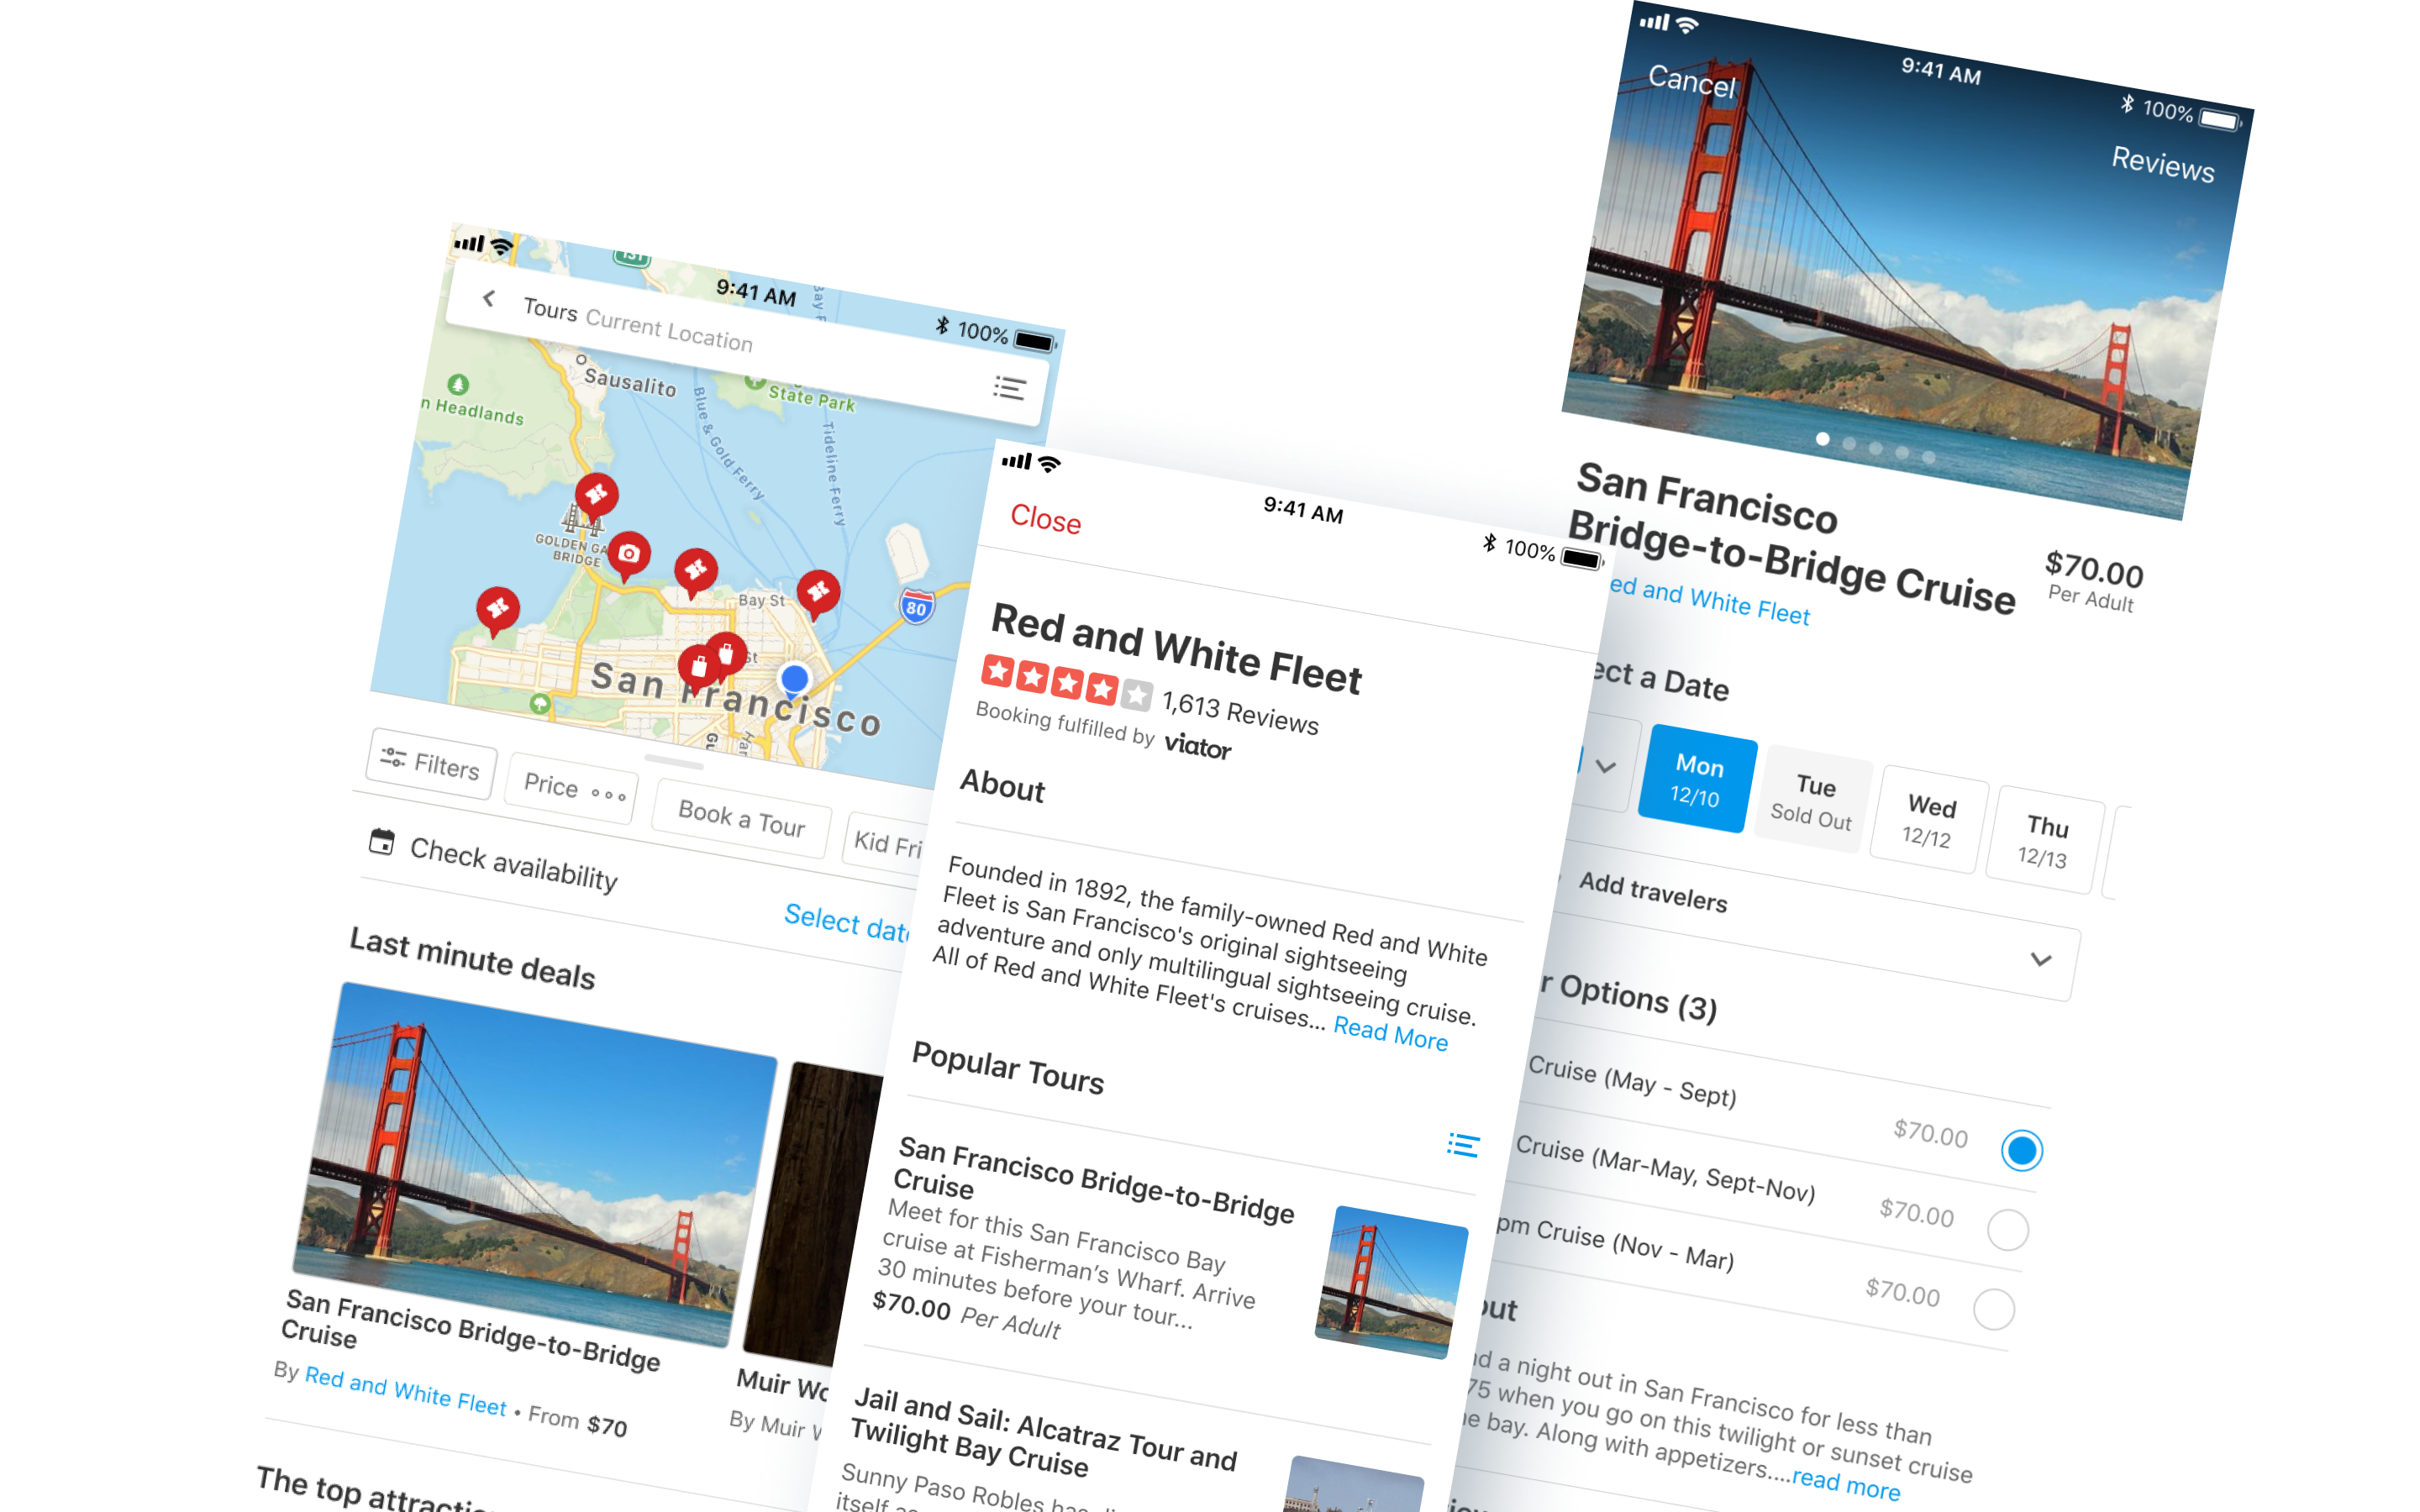 9:41 AM
100%
Tours Current Location
131
Sausalito
Headlands
State Park
Blue & Gold Ferry
Tideline Ferry
GOLDEN
BRIDGE
Bay St
80
St
San Francisco
Filters
Price
Book a Tour
Kid
Check availability
Select
Last minute deals
San Francisco Bridge-to-Bridge
Cruise
By Red and White Fleet • From $70
Muir
By Muir
The top
9:41 AM
100%
Close
Red and White Fleet
1,613 Reviews
Booking fulfilled by viator
About
Founded in 1892, the family-owned Red and White
Fleet is San Francisco's original sightseeing
adventure and only multilingual sightseeing cruise.
All of Red and White Fleet's cruises... Read More
Popular Tours
San Francisco Bridge-to-Bridge
Cruise
Meet for this San Francisco Bay
cruise at Fisherman’s Wharf. Arrive
30 minutes before your tour...
$70.00 Per Adult
Jail and Sail: Alcatraz Tour and
Twilight Bay Cruise
Sunny Paso Robles
itself
9:41 AM
100%
Cancel
Reviews
San Francisco
Bridge-to-Bridge Cruise
$70.00
Per Adult
and White Fleet
a Date
Mon
12/10
Tue
Sold Out
Wed
12/12
Thu
12/13
Add travelers
Options (3)
Cruise (May - Sept)
$70.00
Cruise (Mar-May, Sept-Nov)
$70.00
pm Cruise (Nov - Mar)
$70.00
a night out in San Francisco for less than
75 when you go on this twilight or sunset cruise
bay. Along with appetizers....read more